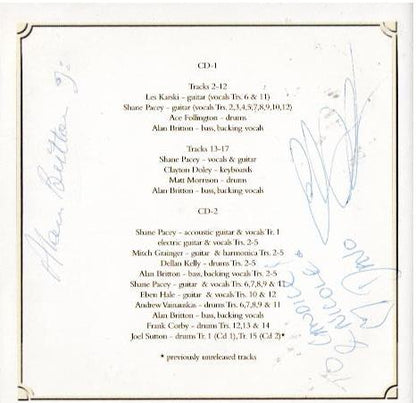 CD-1
Tracks 2-12
Les Karski - guitar (vocals Trs. 6 & 11)
Shane Pacey - guitar (vocals Trs. 2,3,4,5,7,8,9,10,12)
Ace Follington - drums
Alan Britton - bass, backing vocals
Tracks 13-17
Shane Pacey - vocals & guitar
Clayton Doley - keyboards
Matt Morrison - drums
Alan Britton - bass, backing vocals
CD-2
Shane Pacey - accoustic guitar & vocals Tr. 1
electric guitar & vocals Trs. 2-5
Mitch Grainger - guitar & harmonica Trs. 2-5
Dellan Kelly - drums Trs. 2-5
Alan Britton - bass, backing vocals Trs. 2-5
Shane Pacey - guitar & vocals Trs. 6,7,8,9 & 11
Eben Hale - guitar & vocals Trs. 10 & 12
Andrew Vainauskas - drums Trs. 6,7,8,9 & 11
Alan Britton - bass, backing vocals
Frank Corby - drums Trs. 12,13 & 14
Joel Sutton - drums Tr. 1 (Cd 1), Tr. 15 (Cd 2)*
* previously unreleased tracks
Alan Britton
To
& Nicole